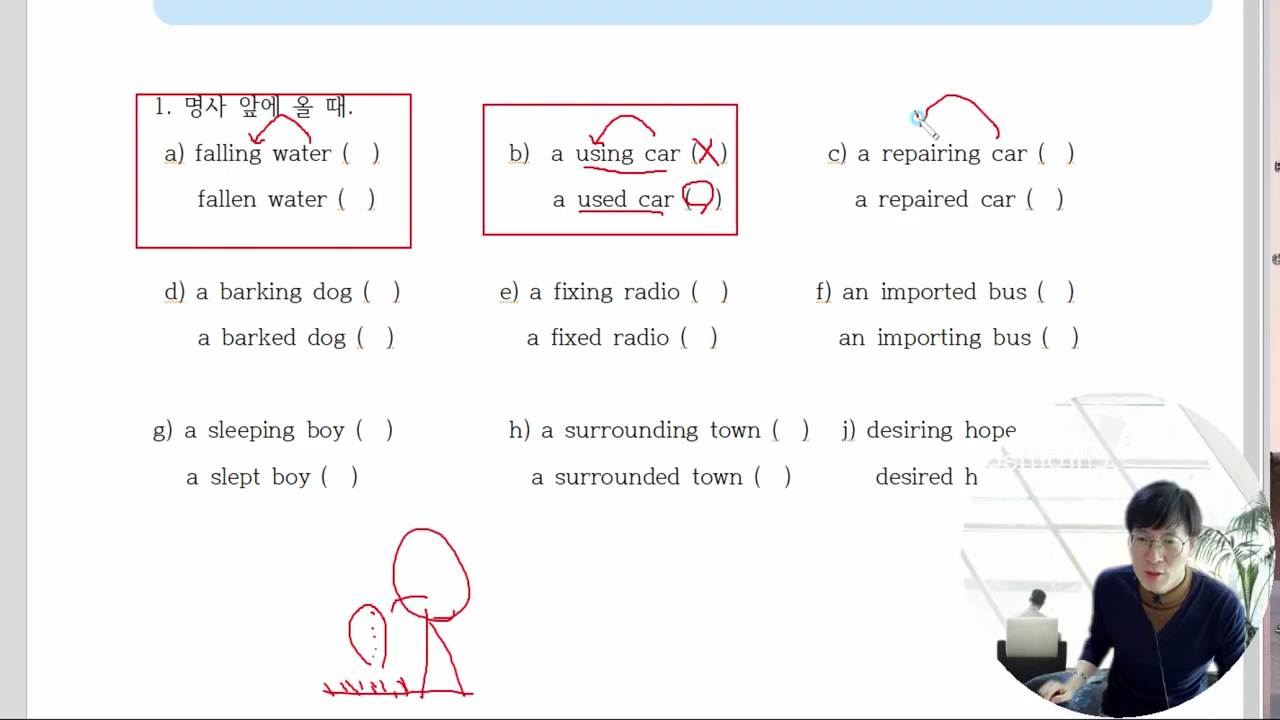 1. 명사 앞에 올 때.
a) falling water ( )
fallen water ( )
b) a using car (X)
a used car (O)
c) a repairing car ( )
a repaired car ( )
d) a barking dog ( )
a barked dog ( )
e) a fixing radio ( )
a fixed radio ( )
f) an imported bus ( )
an importing bus ( )
g) a sleeping boy ( )
a slept boy ( )
h) a surrounding town ( )
a surrounded town ( )
j) desiring hope
desired h